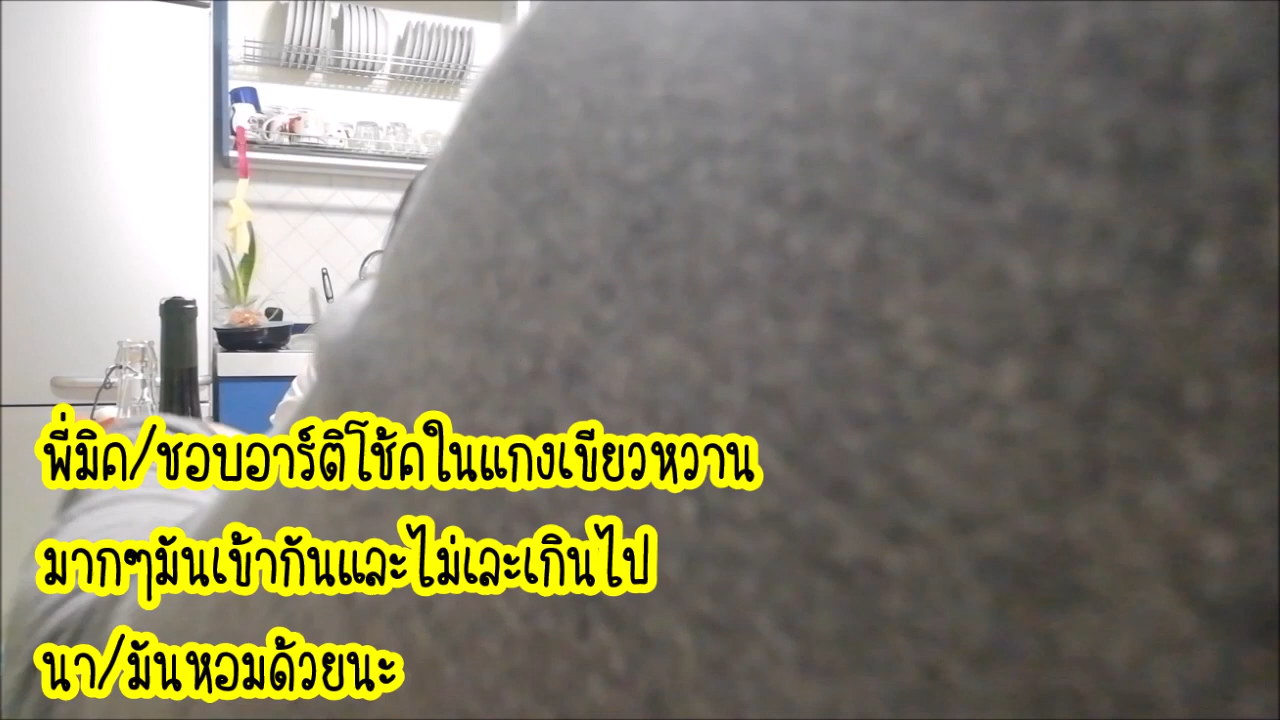 พี่มิค/ชอบอาร์ติโช้คในแกงเขียวหวาน
มากๆมันเข้ากันและไม่เละเกินไป
นา/มันหอมด้วยนะ